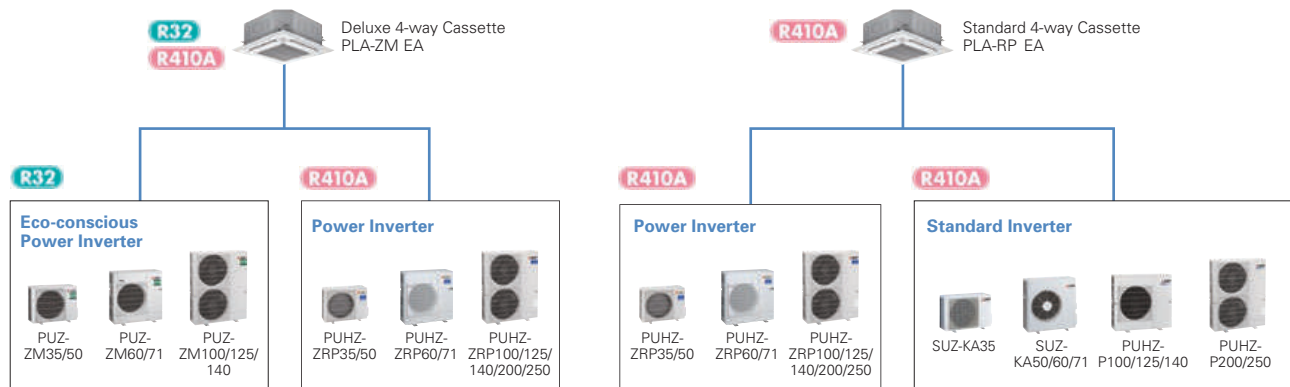 R32
R410A
Deluxe 4-way Cassette
PLA-ZM EA
R410A
Standard 4-way Cassette
PLA-RP EA
R32
Eco-conscious
Power Inverter
PUZ-
ZM35/50
PUZ-
ZM60/71
PUZ-
ZM100/125/
140
R410A
Power Inverter
PUHZ-
ZRP35/50
PUHZ-
ZRP60/71
PUHZ-
ZRP100/125/
140/200/250
R410A
Power Inverter
PUHZ-
ZRP35/50
PUHZ-
ZRP60/71
PUHZ-
ZRP100/125/
140/200/250
R410A
Standard Inverter
SUZ-KA35
SUZ-
KA50/60/71
PUHZ-
P100/125/140
PUHZ-
P200/250